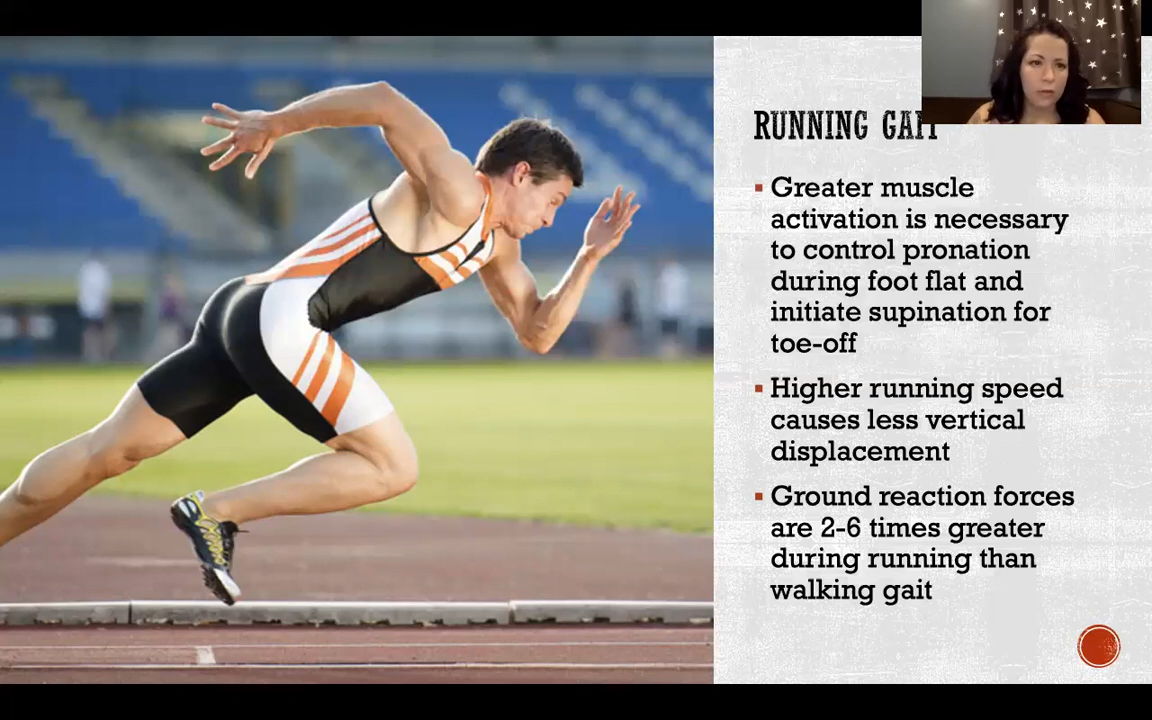 RUNNING GAIT
Greater muscle
activation is necessary
to control pronation
during foot flat and
initiate supination for
toe-off
Higher running speed
causes less vertical
displacement
Ground reaction forces
are 2-6 times greater
during running than
walking gait